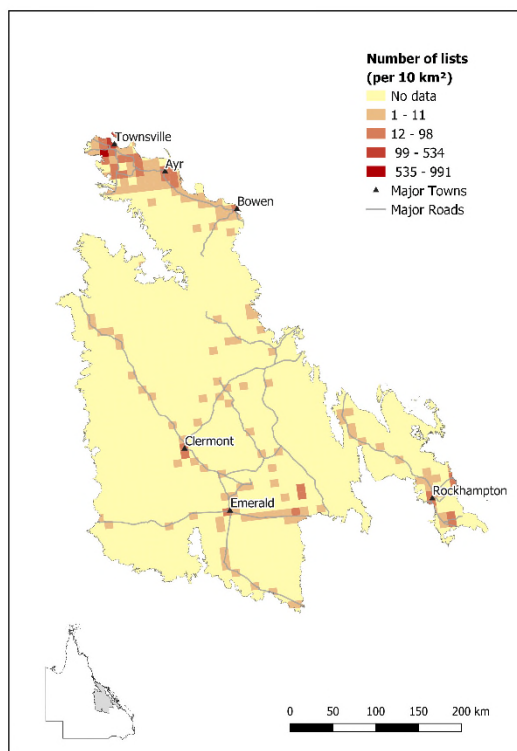 Number of lists
(per 10 km²)
No data
1 - 11
12 - 98
99 - 534
535 - 991
Major Towns
Major Roads
Townsville
Ayr
Bowen
Clermont
Emerald
Rockhampton
0 50 100 150 200 km